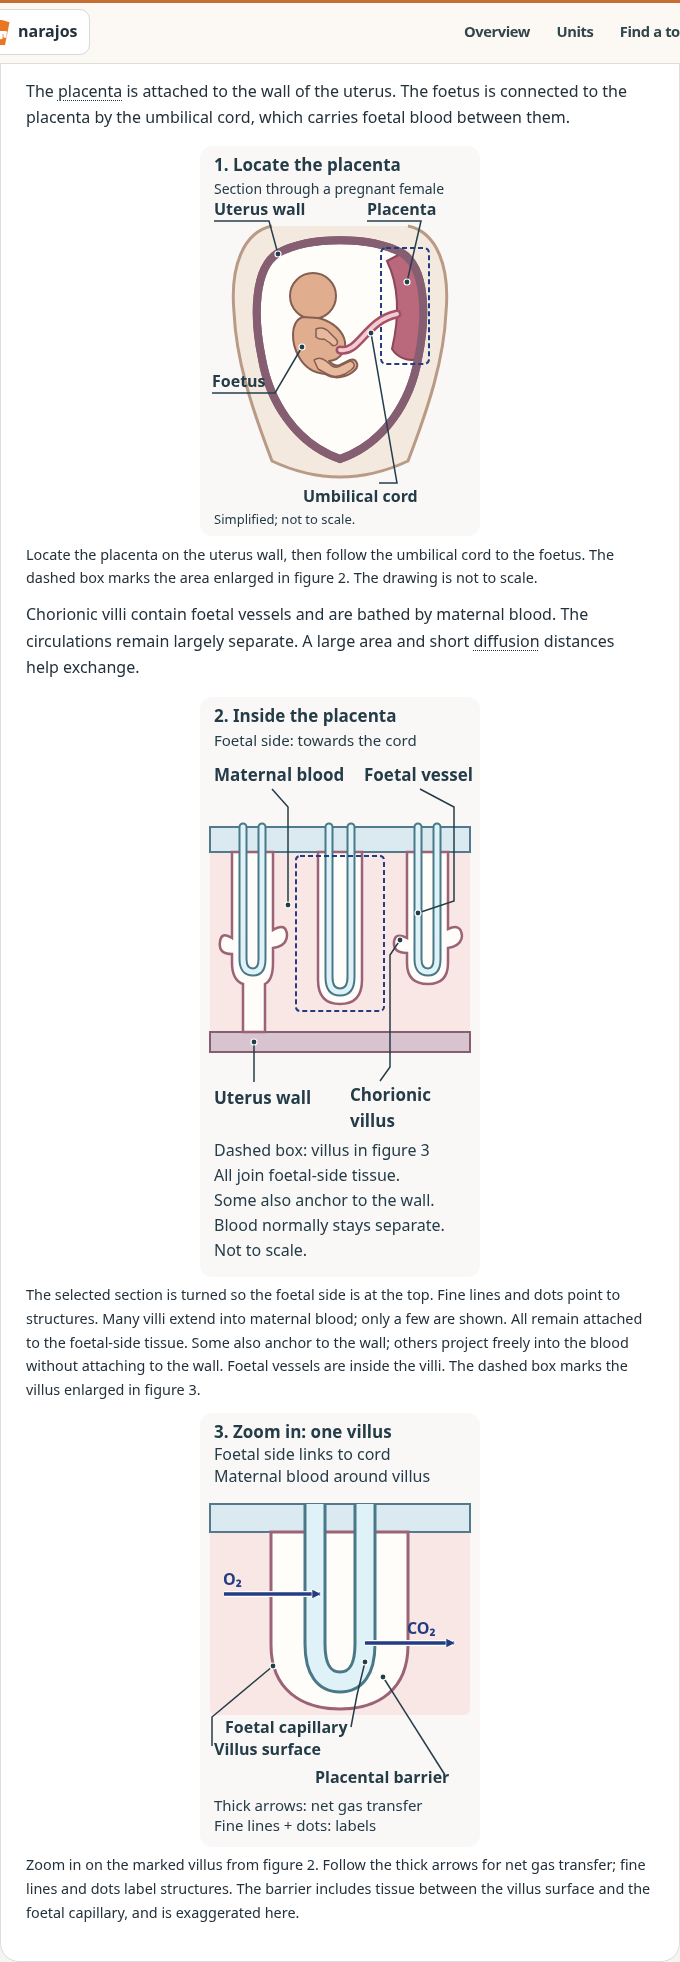 narajos
Overview Units Find a to
The placenta is attached to the wall of the uterus. The foetus is connected to the
placenta by the umbilical cord, which carries foetal blood between them.
1. Locate the placenta
Section through a pregnant female
Uterus wall Placenta
Foetus
Umbilical cord
Simplified; not to scale.
Locate the placenta on the uterus wall, then follow the umbilical cord to the foetus. The
dashed box marks the area enlarged in figure 2. The drawing is not to scale.
Chorionic villi contain foetal vessels and are bathed by maternal blood. The
circulations remain largely separate. A large area and short diffusion distances
help exchange.
2. Inside the placenta
Foetal side: towards the cord
Maternal blood Foetal vessel
Uterus wall Chorionic
villus
Dashed box: villus in figure 3
All join foetal-side tissue.
Some also anchor to the wall.
Blood normally stays separate.
Not to scale.
The selected section is turned so the foetal side is at the top. Fine lines and dots point to
structures. Many villi extend into maternal blood; only a few are shown. All remain attached
to the foetal-side tissue. Some also anchor to the wall; others project freely into the blood
without attaching to the wall. Foetal vessels are inside the villi. The dashed box marks the
villus enlarged in figure 3.
3. Zoom in: one villus
Foetal side links to cord
Maternal blood around villus
O₂
CO₂
Foetal capillary
Villus surface
Placental barrier
Thick arrows: net gas transfer
Fine lines + dots: labels
Zoom in on the marked villus from figure 2. Follow the thick arrows for net gas transfer; fine
lines and dots label structures. The barrier includes tissue between the villus surface and the
foetal capillary, and is exaggerated here.